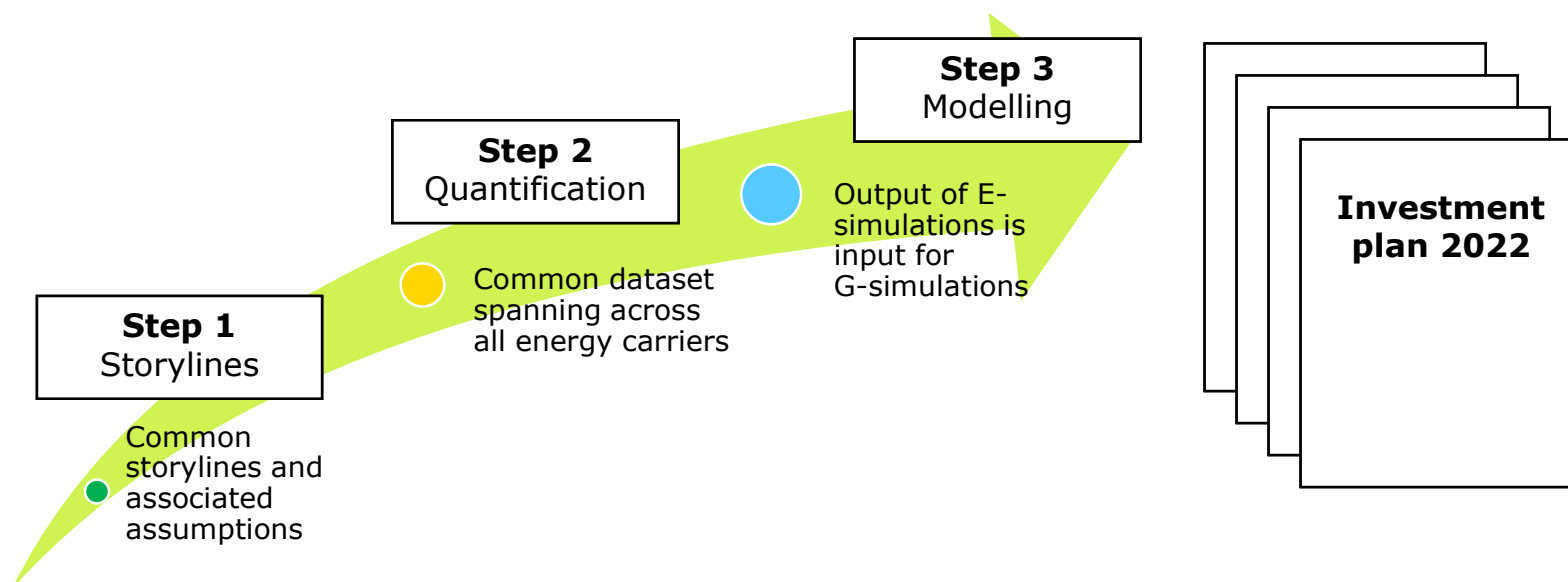 Step 1
Storylines
Common
storylines and
associated
assumptions
Step 2
Quantification
Common dataset
spanning across
all energy carriers
Step 3
Modelling
Output of E-
simulations is
input for
G-simulations
Investment
plan 2022